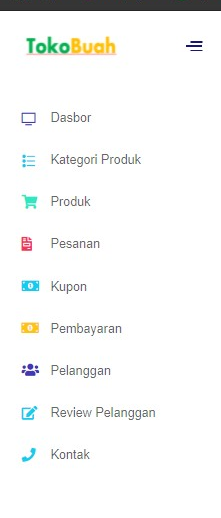 TokoBuah
Dasbor
Kategori Produk
Produk
Pesanan
Kupon
Pembayaran
Pelanggan
Review Pelanggan
Kontak